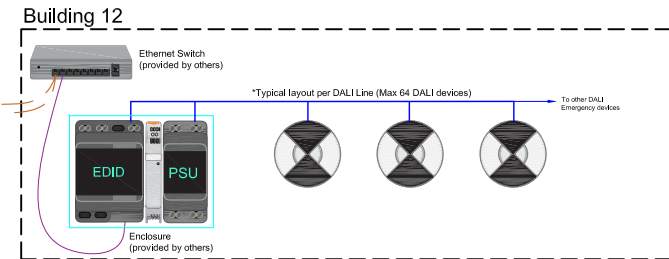 Building 12
Ethernet Switch
(provided by others)
*Typical layout per DALI Line (Max 64 DALI devices)
To other DALI
Emergency devices
EDID
PSU
Enclosure
(provided by others)